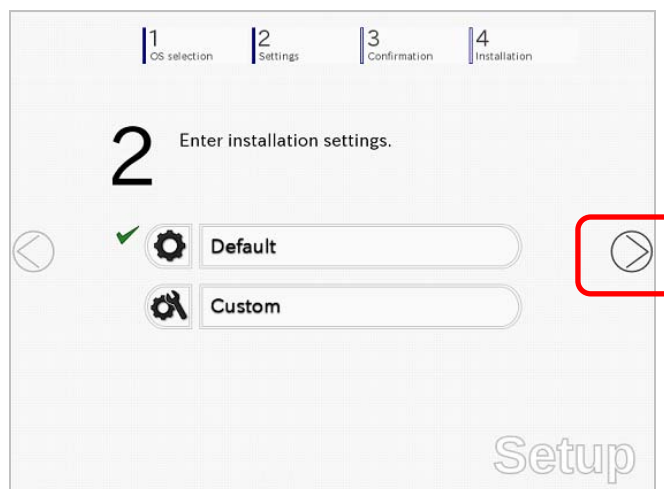 1
OS selection
2
Settings
3
Confirmation
4
Installation
2
Enter installation settings.
Default
Custom
Setup